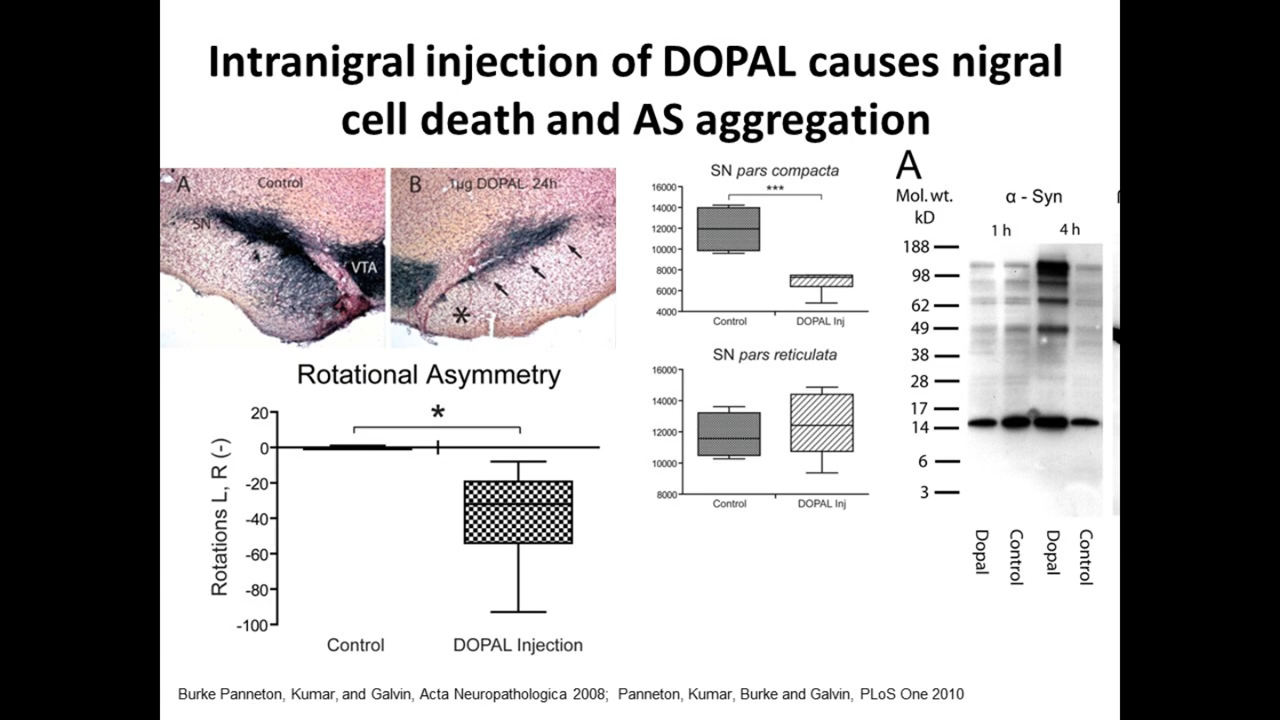 Intranigral injection of DOPAL causes nigral
cell death and AS aggregation
A
Control
SN
VTA
B
1µg DOPAL 24h
*
Rotational Asymmetry
*
Rotations L, R (-)
20
0
-20
-40
-60
-80
-100
Control
DOPAL Injection
SN pars compacta
***
16000
14000
12000
10000
8000
6000
4000
Control
DOPAL Inj
SN pars reticulata
16000
14000
12000
10000
8000
Control
DOPAL Inj
A
Mol. wt.
kD
α - Syn
1 h
4 h
188
98
62
49
38
28
17
14
6
3
Dopal
Control
Dopal
Control
Burke Panneton, Kumar, and Galvin, Acta Neuropathologica 2008; Panneton, Kumar, Burke and Galvin, PLoS One 2010